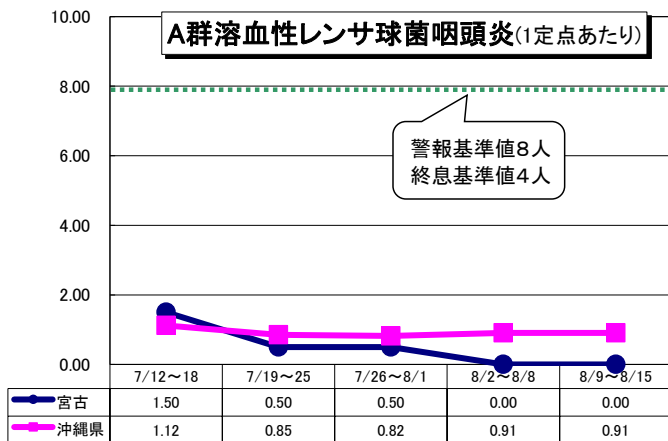 A群溶血性レンサ球菌咽頭炎(1定点あたり)
10.00
8.00
6.00
4.00
2.00
0.00
警報基準値8人
終息基準値4人
7/12～18 7/19～25 7/26～8/1 8/2～8/8 8/9～8/15
宮古 1.50 0.50 0.50 0.00 0.00
沖縄県 1.12 0.85 0.82 0.91 0.91